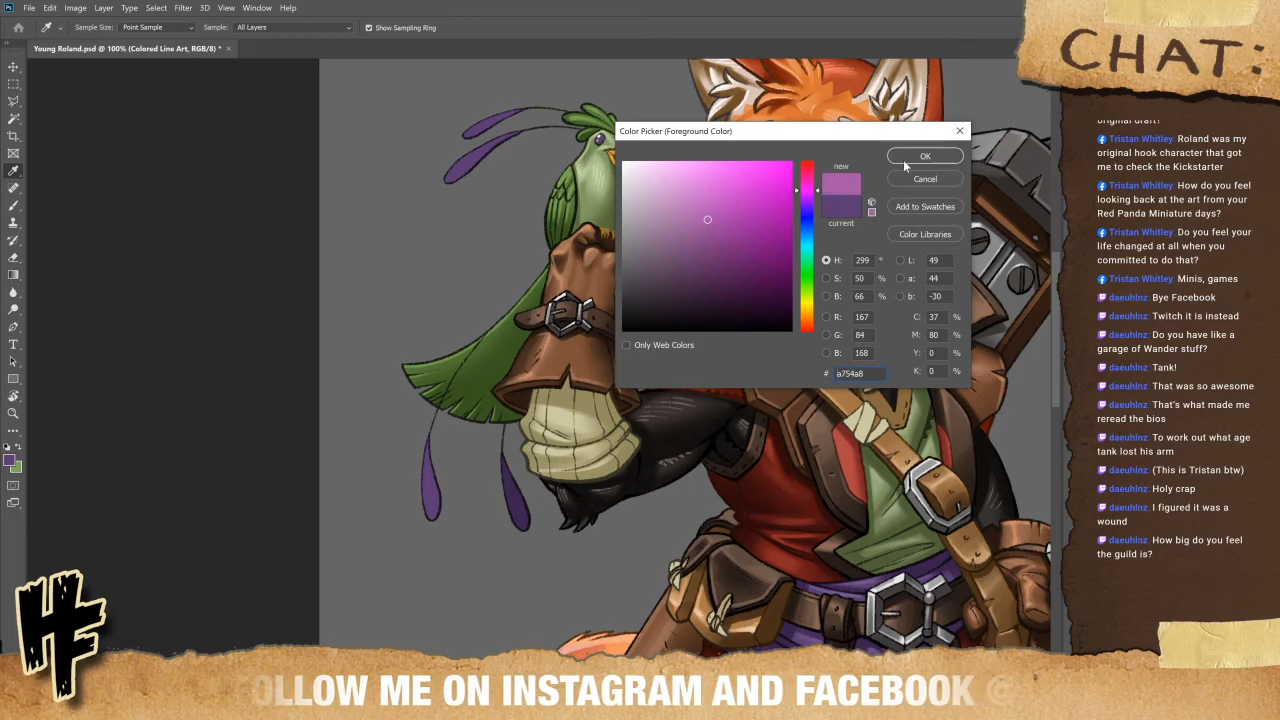 Ps File Edit Image Layer Type Select Filter 3D View Window Help
Sample Size: Point Sample Sample: All Layers Show Sampling Ring
Young Roland.psd @ 100% (Colored Line Art, RGB/8) *
CHAT:
original draft?
Tristan Whitley: Roland was my
original hook character that got
me to check the Kickstarter
Tristan Whitley: How do you feel
looking back at the art from your
Red Panda Miniature days?
Tristan Whitley: Do you feel your
life changed at all when you
committed to do that?
Tristan Whitley: Minis, games
daeuhlnz: Bye Facebook
daeuhlnz: Twitch it is instead
daeuhlnz: Do you have like a
garage of Wander stuff?
daeuhlnz: Tank!
daeuhlnz: That was so awesome
daeuhlnz: That's what made me
reread the bios
daeuhlnz: To work out what age
tank lost his arm
daeuhlnz: (This is Tristan btw)
daeuhlnz: Holy crap
daeuhlnz: I figured it was a
wound
daeuhlnz: How big do you feel
the guild is?
Color Picker (Foreground Color)
new
current
OK
Cancel
Add to Swatches
Color Libraries
H: 299 ° L: 49
S: 50 % a: 44
B: 66 % b: -30
R: 167 C: 37 %
G: 84 M: 80 %
B: 168 Y: 0 %
# a754a8 K: 0 %
Only Web Colors
HF
OLLOW ME ON INSTAGRAM AND FACEBOOK @